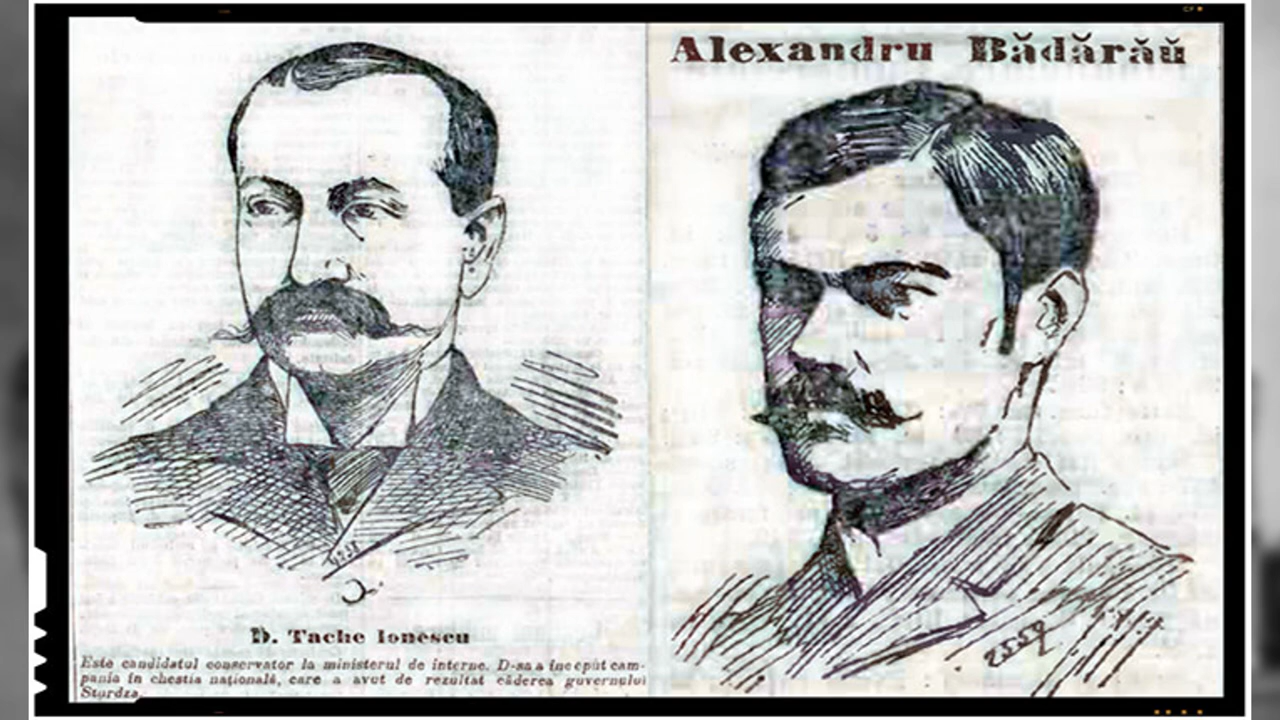 Alexandru Bădărăŭ
D. Tache Ionescu
Este candidatul conservator la ministerul de interne. D-sa a început cam-
pania în chestia națională, care a avut de rezultat căderea guvernului
Sturdza.